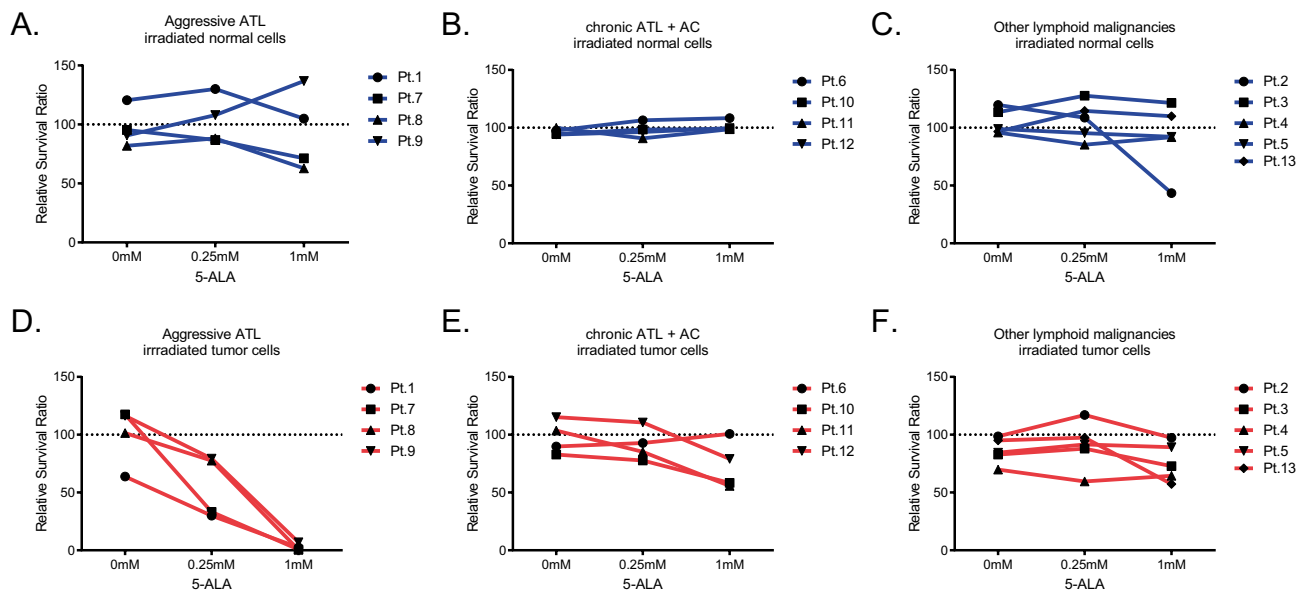 A.
Aggressive ATL
irradiated normal cells
Relative Survival Ratio
150
100
50
0
0mM
0.25mM
1mM
5-ALA
Pt.1
Pt.7
Pt.8
Pt.9
B.
chronic ATL + AC
irradiated normal cells
Relative Survival Ratio
150
100
50
0
0mM
0.25mM
1mM
5-ALA
Pt.6
Pt.10
Pt.11
Pt.12
C.
Other lymphoid malignancies
irradiated normal cells
Relative Survival Ratio
150
100
50
0
0mM
0.25mM
1mM
5-ALA
Pt.2
Pt.3
Pt.4
Pt.5
Pt.13
D.
Aggressive ATL
irrradiated tumor cells
Relative Survival Ratio
150
100
50
0
0mM
0.25mM
1mM
5-ALA
Pt.1
Pt.7
Pt.8
Pt.9
E.
chronic ATL + AC
irradiated tumor cells
Relative Survival Ratio
150
100
50
0
0mM
0.25mM
1mM
5-ALA
Pt.6
Pt.10
Pt.11
Pt.12
F.
Other lymphoid malignancies
irradiated tumor cells
Relative Survival Ratio
150
100
50
0
0mM
0.25mM
1mM
5-ALA
Pt.2
Pt.3
Pt.4
Pt.5
Pt.13